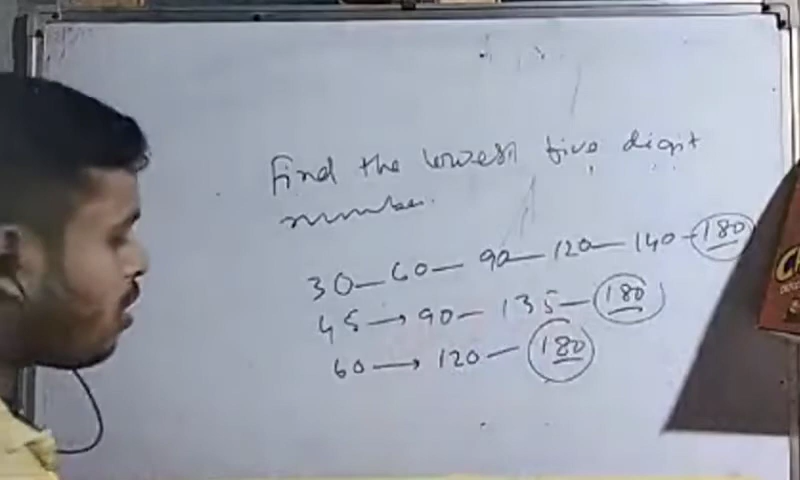 Find the lowest five digit
number.
30 — 60 — 90 — 120 — 140 — 180
45 → 90 — 135 — 180
60 → 120 — 180